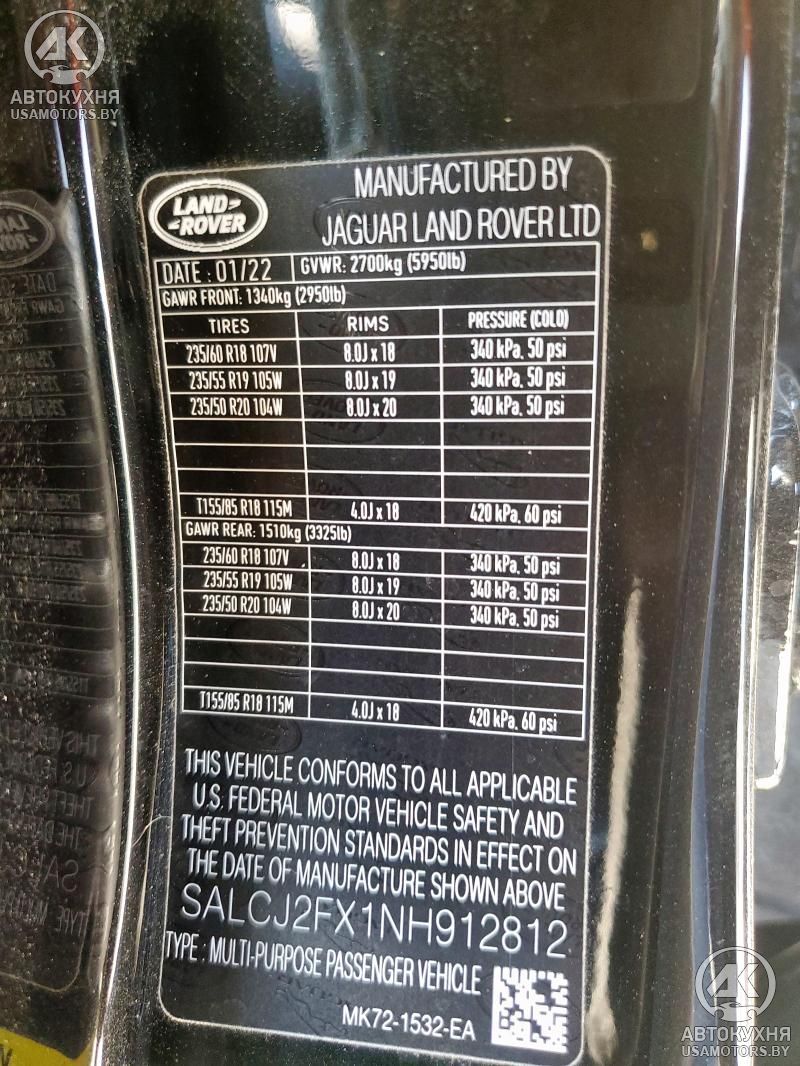 АВТОКУХНЯ
USAMOTORS.BY
LAND-
-ROVER
MANUFACTURED BY
JAGUAR LAND ROVER LTD
DATE : 01/22 GVWR: 2700kg (5950lb)
GAWR FRONT: 1340kg (2950lb)
TIRES RIMS PRESSURE (COLD)
235/60 R18 107V 8.0J x 18 340 kPa, 50 psi
235/55 R19 105W 8.0J x 19 340 kPa, 50 psi
235/50 R20 104W 8.0J x 20 340 kPa, 50 psi
T155/85 R18 115M 4.0J x 18 420 kPa, 60 psi
GAWR REAR: 1510kg (3325lb)
235/60 R18 107V 8.0J x 18 340 kPa, 50 psi
235/55 R19 105W 8.0J x 19 340 kPa, 50 psi
235/50 R20 104W 8.0J x 20 340 kPa, 50 psi
T155/85 R18 115M 4.0J x 18 420 kPa, 60 psi
THIS VEHICLE CONFORMS TO ALL APPLICABLE
U.S. FEDERAL MOTOR VEHICLE SAFETY AND
THEFT PREVENTION STANDARDS IN EFFECT ON
THE DATE OF MANUFACTURE SHOWN ABOVE
SALCJ2FX1NH912812
TYPE : MULTI-PURPOSE PASSENGER VEHICLE
MK72-1532-EA
АВТОКУХНЯ
USAMOTORS.BY